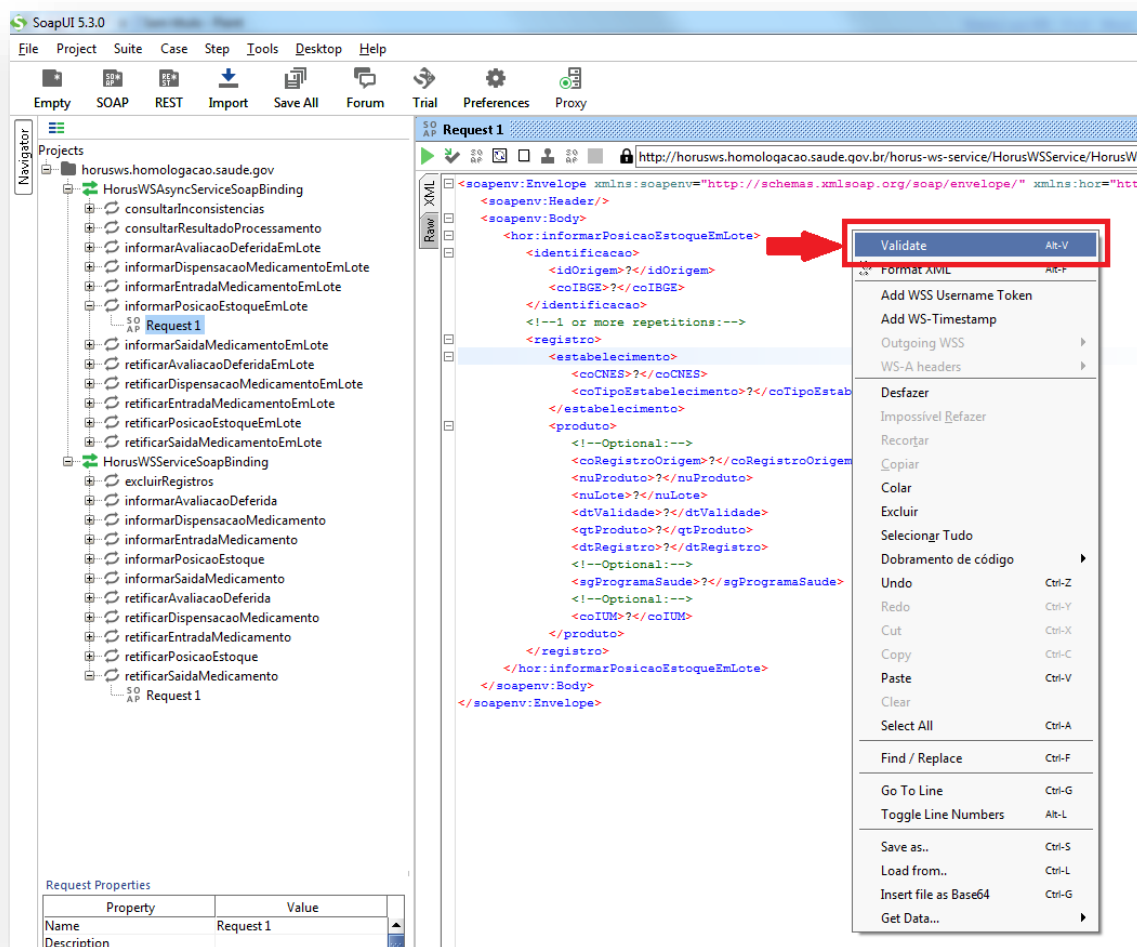 SoapUI 5.3.0
File Project Suite Case Step Tools Desktop Help
Empty SOAP REST Import Save All Forum Trial Preferences Proxy
Navigator
Projects
horusws.homologacao.saude.gov
HorusWSAsyncServiceSoapBinding
consultarInconsistencias
consultarResultadoProcessamento
informarAvaliacaoDeferidaEmLote
informarDispensacaoMedicamentoEmLote
informarEntradaMedicamentoEmLote
informarPosicaoEstoqueEmLote
SOAP Request 1
informarSaidaMedicamentoEmLote
retificarAvaliacaoDeferidaEmLote
retificarDispensacaoMedicamentoEmLote
retificarEntradaMedicamentoEmLote
retificarPosicaoEstoqueEmLote
retificarSaidaMedicamentoEmLote
HorusWSServiceSoapBinding
excluirRegistros
informarAvaliacaoDeferida
informarDispensacaoMedicamento
informarEntradaMedicamento
informarPosicaoEstoque
informarSaidaMedicamento
retificarAvaliacaoDeferida
retificarDispensacaoMedicamento
retificarEntradaMedicamento
retificarPosicaoEstoque
retificarSaidaMedicamento
SOAP Request 1
Request Properties
Property Value
Name Request 1
Description
SOAP Request 1
http://horusws.homologacao.saude.gov.br/horus-ws-service/HorusWSService/HorusW
XML
Raw
<soapenv:Envelope xmlns:soapenv="http://schemas.xmlsoap.org/soap/envelope/" xmlns:hor="htt
<soapenv:Header/>
<soapenv:Body>
<hor:informarPosicaoEstoqueEmLote>
<identificacao>
<idOrigem>?</idOrigem>
<coIBGE>?</coIBGE>
</identificacao>
<!--1 or more repetitions:-->
<registro>
<estabelecimento>
<coCNES>?</coCNES>
<coTipoEstabelecimento>?</coTipoEstab
</estabelecimento>
<produto>
<!--Optional:-->
<coRegistroOrigem>?</coRegistroOrigem
<nuProduto>?</nuProduto>
<nuLote>?</nuLote>
<dtValidade>?</dtValidade>
<qtProduto>?</qtProduto>
<dtRegistro>?</dtRegistro>
<!--Optional:-->
<sgProgramaSaude>?</sgProgramaSaude>
<!--Optional:-->
<coIUM>?</coIUM>
</produto>
</registro>
</hor:informarPosicaoEstoqueEmLote>
</soapenv:Body>
</soapenv:Envelope>
Validate Alt-V
Format XML Alt-F
Add WSS Username Token
Add WS-Timestamp
Outgoing WSS
WS-A headers
Desfazer
Impossível Refazer
Recortar
Copiar
Colar
Excluir
Selecionar Tudo
Dobramento de código
Undo Ctrl-Z
Redo Ctrl-Y
Cut Ctrl-X
Copy Ctrl-C
Paste Ctrl-V
Clear
Select All Ctrl-A
Find / Replace Ctrl-F
Go To Line Ctrl-G
Toggle Line Numbers Alt-L
Save as.. Ctrl-S
Load from.. Ctrl-L
Insert file as Base64 Ctrl-G
Get Data...